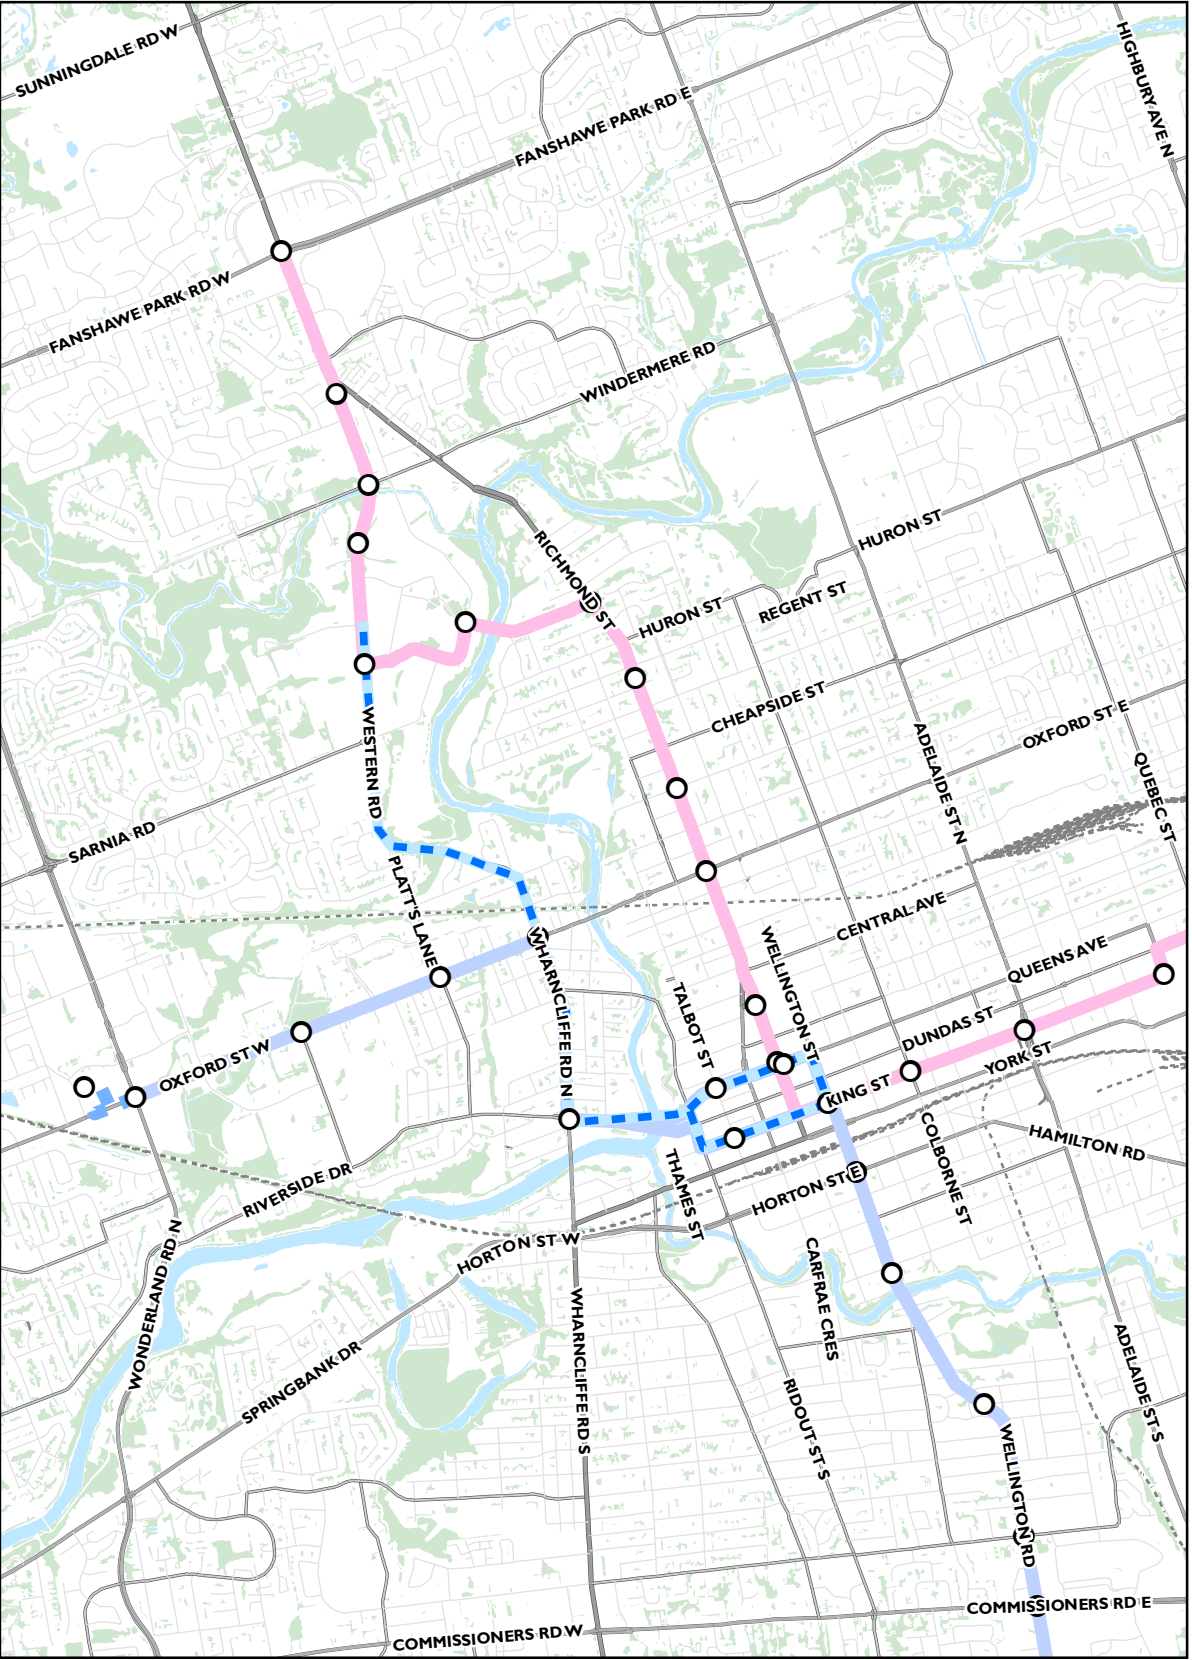 SUNNINGDALE RD W
HIGHBURY AVE N
FANSHAWE PARK RD E
FANSHAWE PARK RD W
WINDERMERE RD
HURON ST
RICHMOND ST
HURON ST
REGENT ST
CHEAPSIDE ST
OXFORD ST E
WESTERN RD
ADELAIDE ST N
QUEBEC ST
SARNIA RD
PLATT'S LANE
CENTRAL AVE
WELLINGTON ST
QUEENS AVE
WHARNCLIFFE RD N
TALBOT ST
DUNDAS ST
OXFORD ST W
YORK ST
KING ST
COLBORNE ST
HAMILTON RD
RIVERSIDE DR
THAMES ST
HORTON ST E
HORTON ST W
WONDERLAND RD N
CARFRAE CRES
WHARNCLIFFE RD S
SPRINGBANK DR
ADELAIDE ST S
RIDOUT ST S
WELLINGTON RD
COMMISSIONERS RD E
COMMISSIONERS RD W